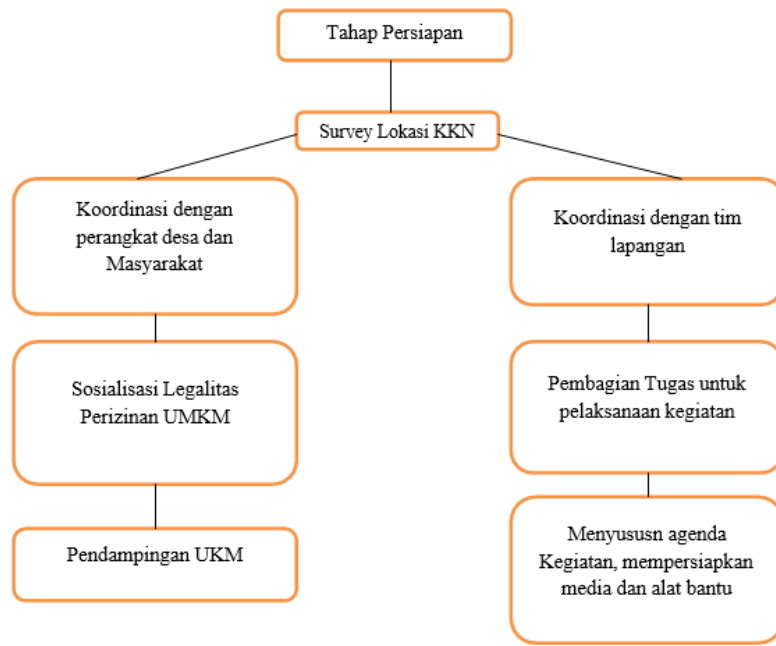 Tahap Persiapan
Survey Lokasi KKN
Koordinasi dengan
perangkat desa dan
Masyarakat
Koordinasi dengan tim
lapangan
Sosialisasi Legalitas
Perizinan UMKM
Pembagian Tugas untuk
pelaksanaan kegiatan
Pendampingan UKM
Menyususn agenda
Kegiatan, mempersiapkan
media dan alat bantu